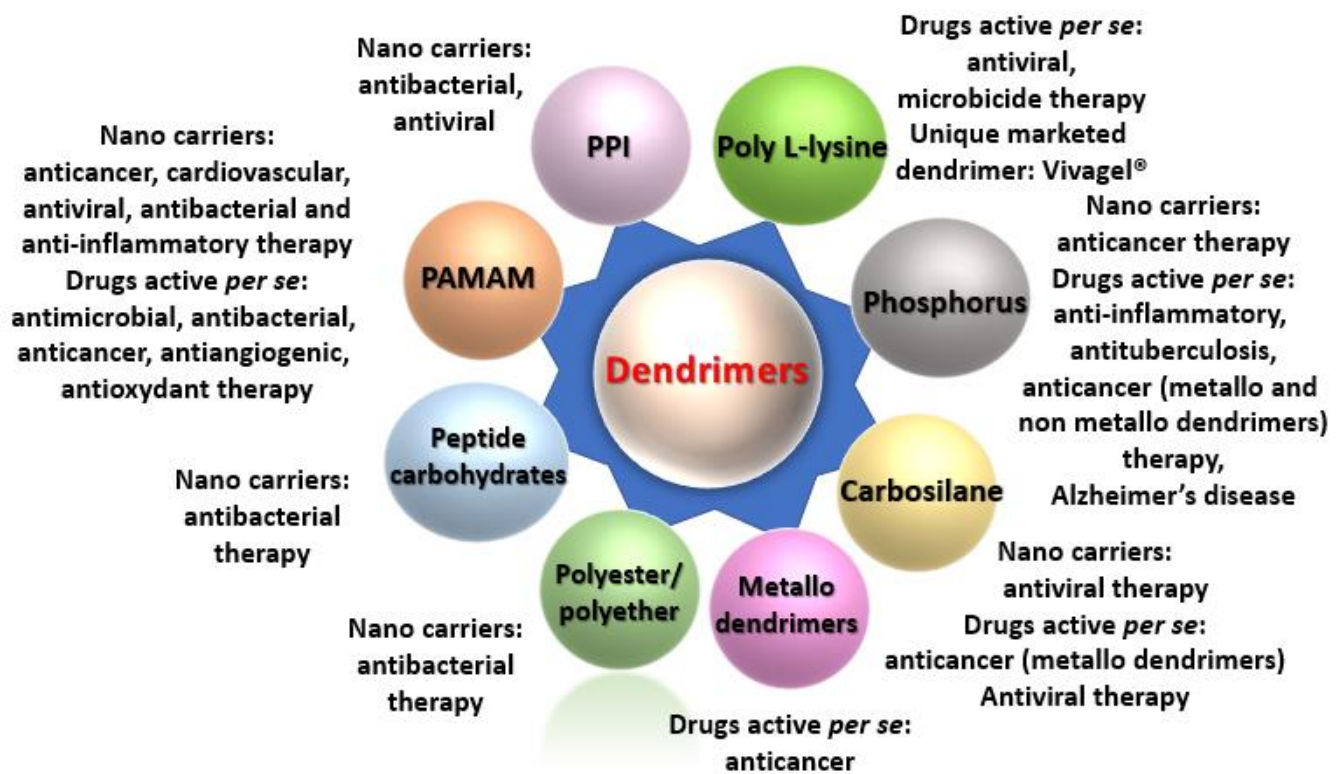 Nano carriers:
antibacterial,
antiviral
PPI
Drugs active per se:
antiviral,
microbicide therapy
Unique marketed
dendrimer: Vivagel®
Poly L-lysine
Nano carriers:
anticancer, cardiovascular,
antiviral, antibacterial and
anti-inflammatory therapy
Drugs active per se:
antimicrobial, antibacterial,
anticancer, antiangiogenic,
antioxydant therapy
PAMAM
Dendrimers
Phosphorus
Nano carriers:
anticancer therapy
Drugs active per se:
anti-inflammatory,
antituberculosis,
anticancer (metallo and
non metallo dendrimers)
therapy,
Alzheimer’s disease
Peptide
carbohydrates
Nano carriers:
antibacterial
therapy
Carbosilane
Nano carriers:
antiviral therapy
Drugs active per se:
anticancer (metallo dendrimers)
Antiviral therapy
Polyester/
polyether
Nano carriers:
antibacterial
therapy
Metallo
dendrimers
Drugs active per se:
anticancer